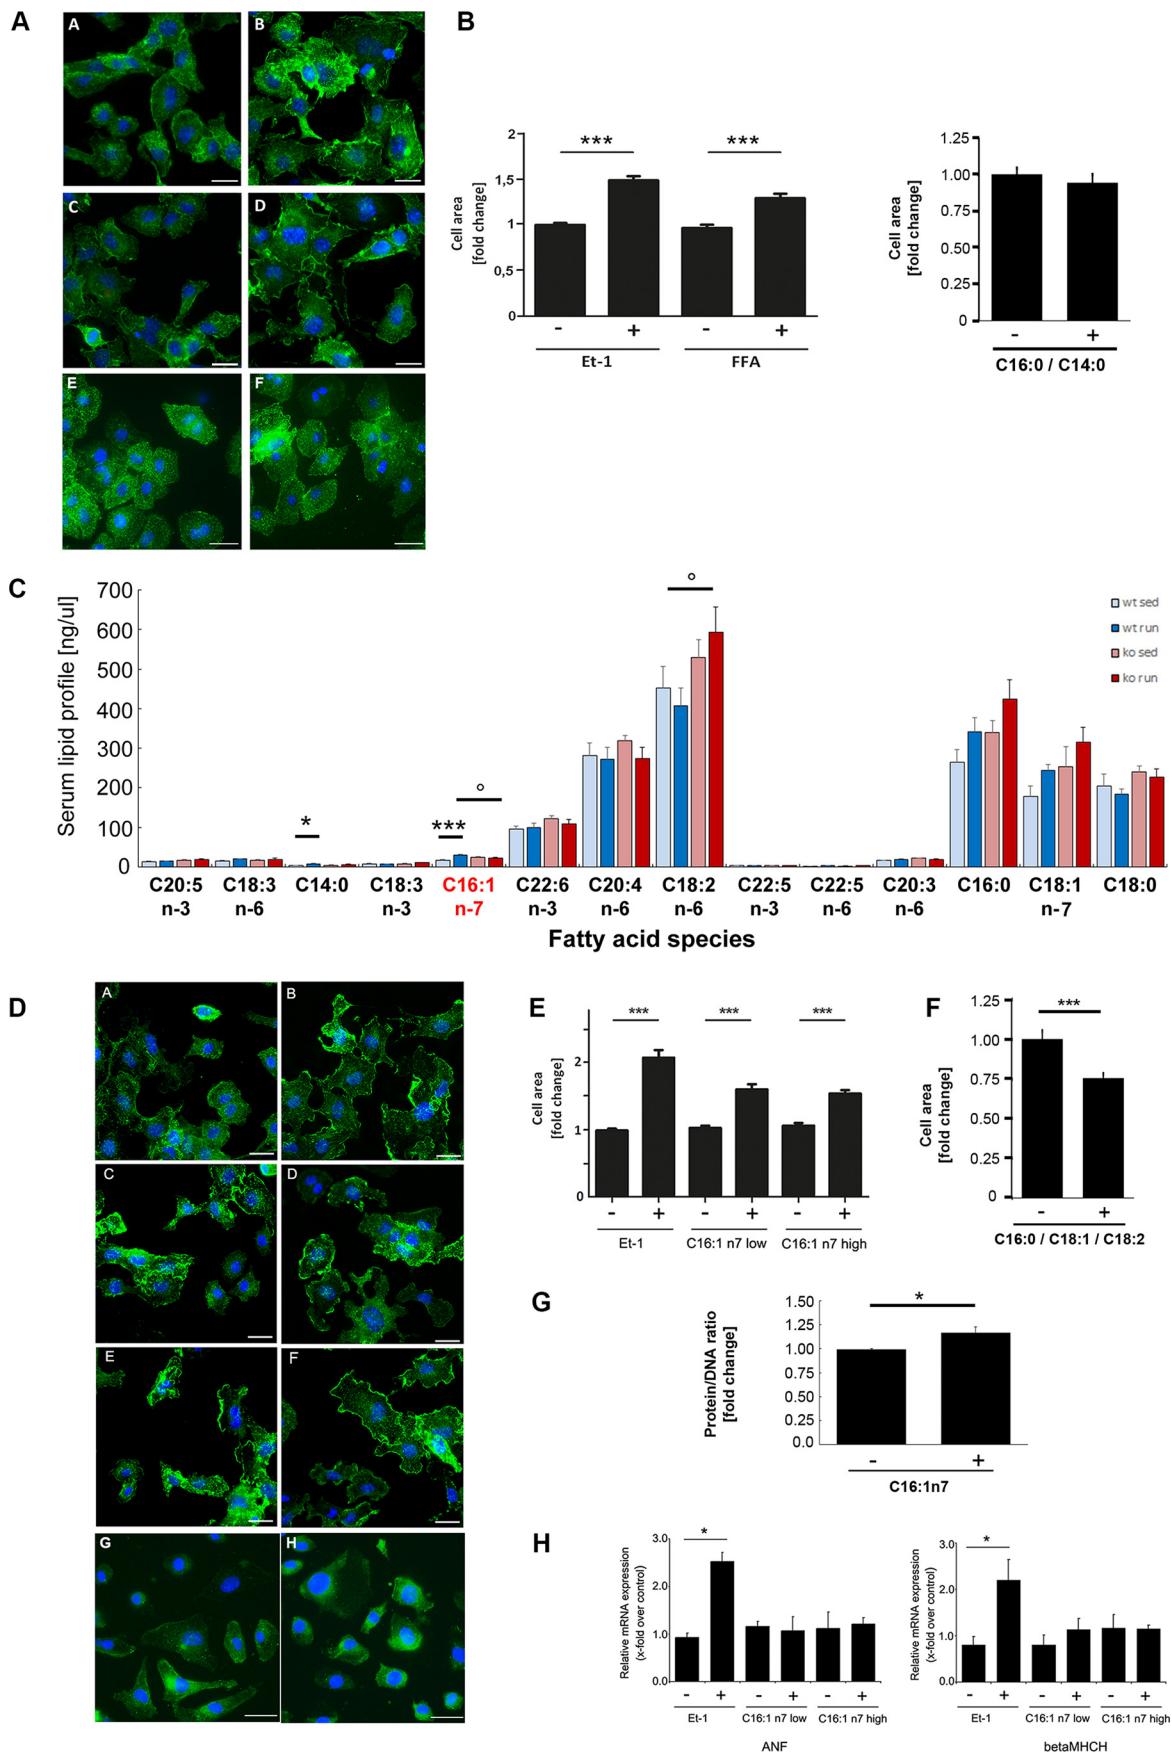 A
A
B
C
D
E
F
B
Cell area
[fold change]
2
1,5
1
0,5
0
***
***
- + - +
Et-1 FFA
Cell area
[fold change]
1.25
1.00
0.75
0.50
0.25
0
- +
C16:0 / C14:0
C
Serum lipid profile [ng/ul]
700
600
500
400
300
200
100
0
*
***
°
°
wt sed
wt run
ko sed
ko run
C20:5 C18:3 C14:0 C18:3 C16:1 C22:6 C20:4 C18:2 C22:5 C22:5 C20:3 C16:0 C18:1 C18:0
n-3 n-6 n-3 n-7 n-3 n-6 n-6 n-3 n-6 n-6 n-7
Fatty acid species
D
A
B
C
D
E
F
G
H
E
Cell area
[fold change]
2
1
0
*** *** ***
- + - + - +
Et-1 C16:1 n7 low C16:1 n7 high
F
Cell area
[fold change]
1.25
1.00
0.75
0.50
0.25
0
***
- +
C16:0 / C18:1 / C18:2
G
Protein/DNA ratio
[fold change]
1.50
1.25
1.00
0.75
0.50
0.25
0.0
*
- +
C16:1n7
H
Relative mRNA expression
(x-fold over control)
3.0
2.0
1.0
0.0
*
- + - + - +
Et-1 C16:1 n7 low C16:1 n7 high
ANF
Relative mRNA expression
(x-fold over control)
3.0
2.0
1.0
0.0
*
- + - + - +
Et-1 C16:1 n7 low C16:1 n7 high
betaMHCH